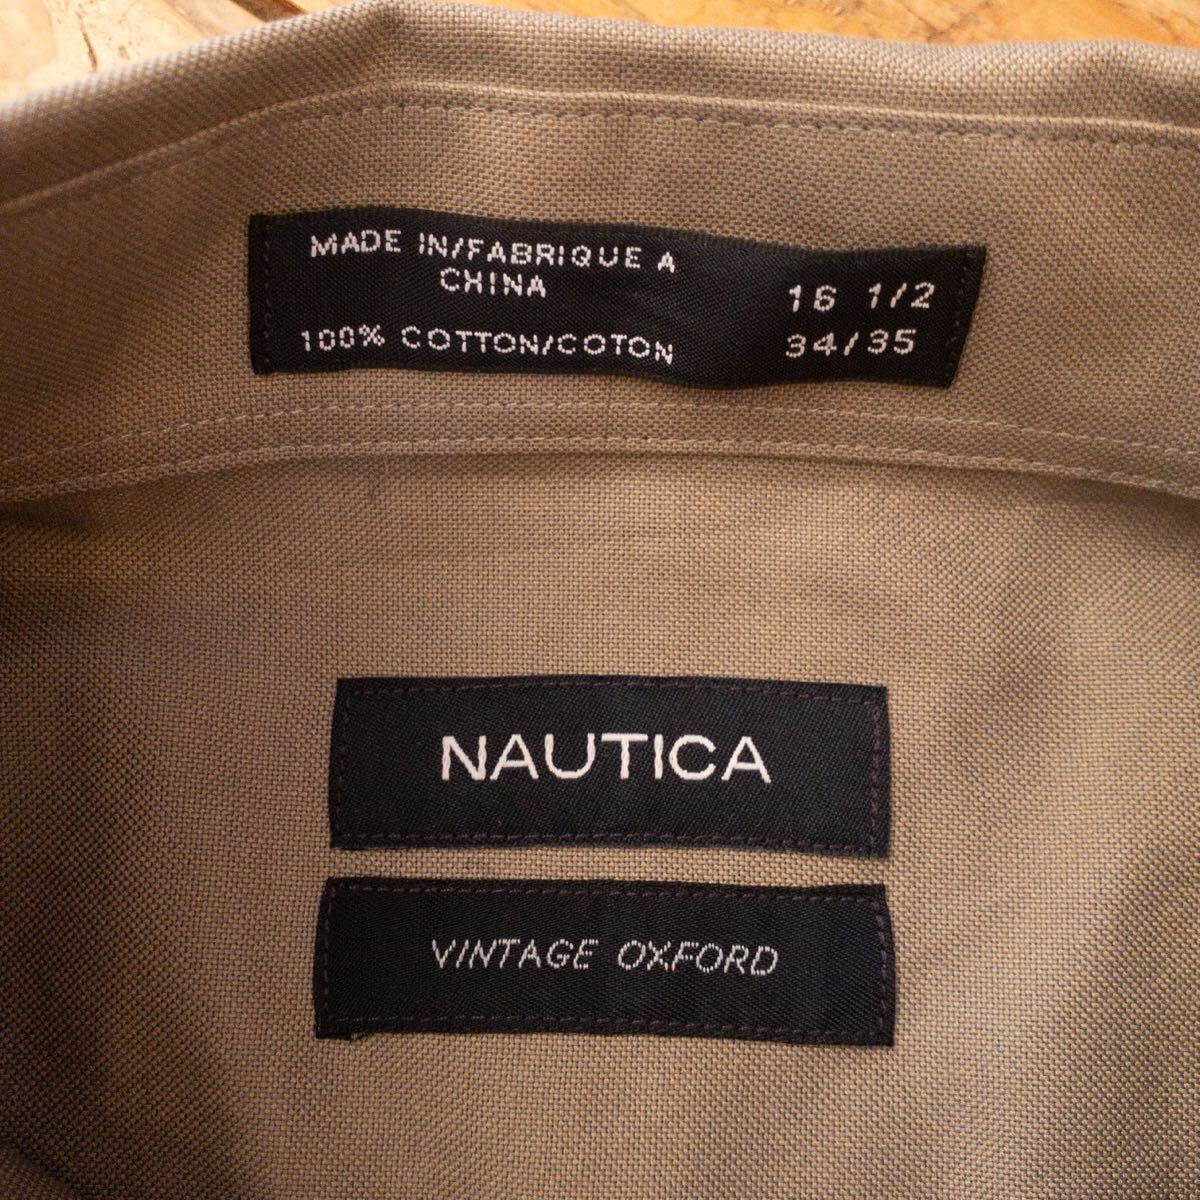 MADE IN/FABRIQUE A
CHINA
100% COTTON/COTON
16 1/2
34/35
NAUTICA
VINTAGE OXFORD